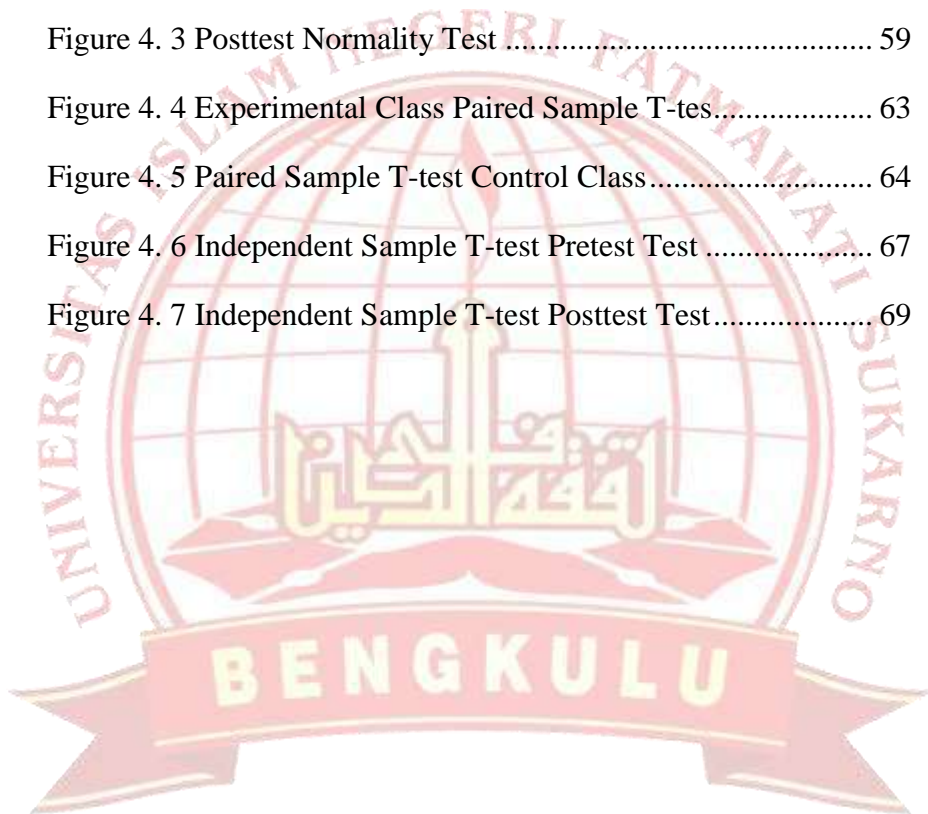 Figure 4. 3 Posttest Normality Test ........................................ 59
Figure 4. 4 Experimental Class Paired Sample T-tes................... 63
Figure 4. 5 Paired Sample T-test Control Class.......................... 64
Figure 4. 6 Independent Sample T-test Pretest Test .................... 67
Figure 4. 7 Independent Sample T-test Posttest Test................... 69
UNIVERSITAS ISLAM NEGERI FATMAWATI SUKARNO
BENGKULU